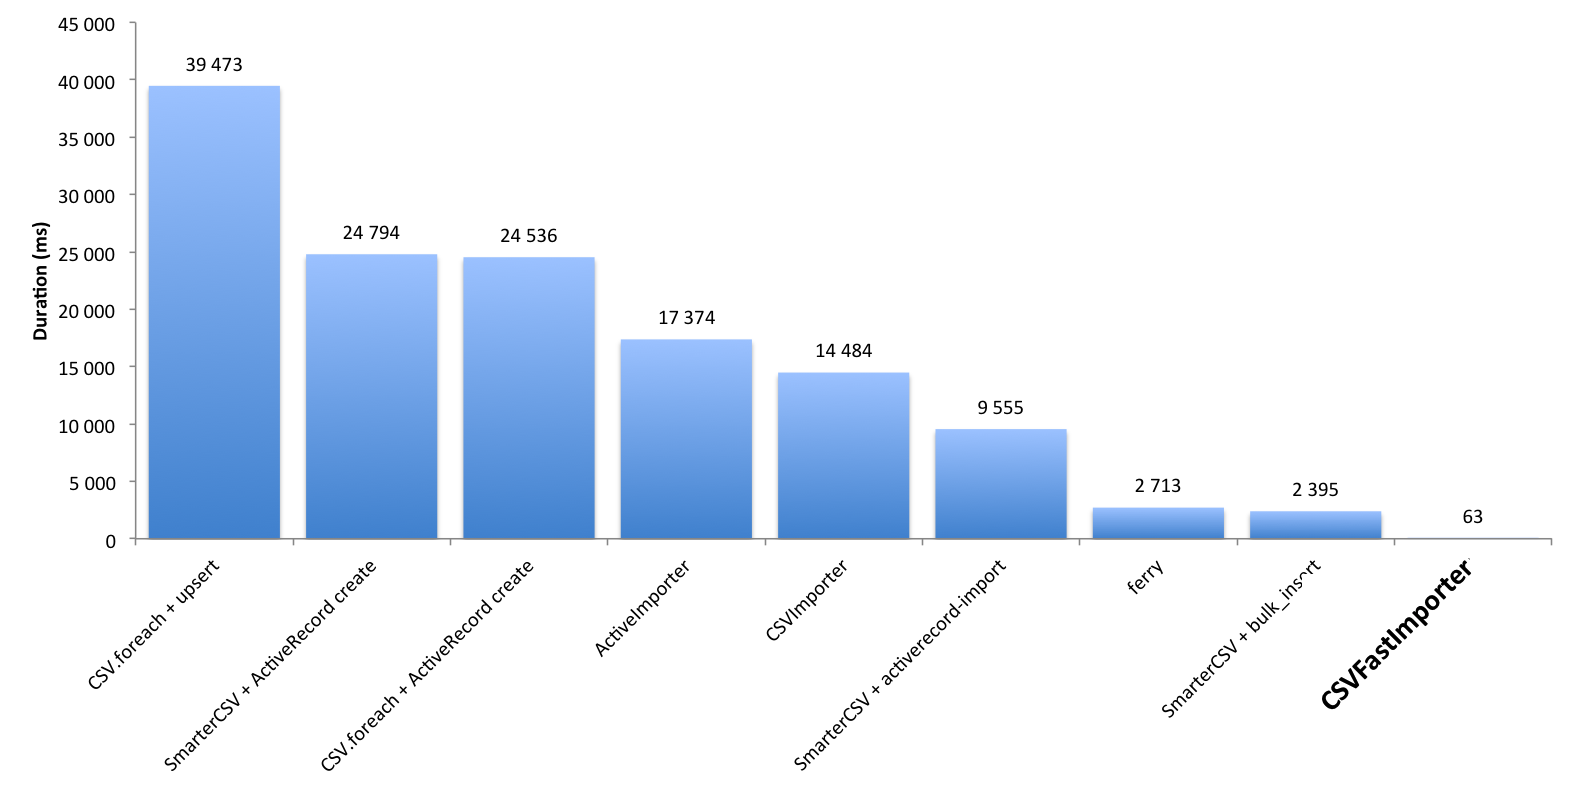 45 000
40 000
35 000
30 000
25 000
20 000
15 000
10 000
5 000
0
Duration (ms)
39 473
24 794
24 536
17 374
14 484
9 555
2 713
2 395
63
CSV.foreach + upsert
SmarterCSV + ActiveRecord create
CSV.foreach + ActiveRecord create
ActiveImporter
CSVImporter
SmarterCSV + activerecord-import
ferry
SmarterCSV + bulk_insert
CSVFastImporter